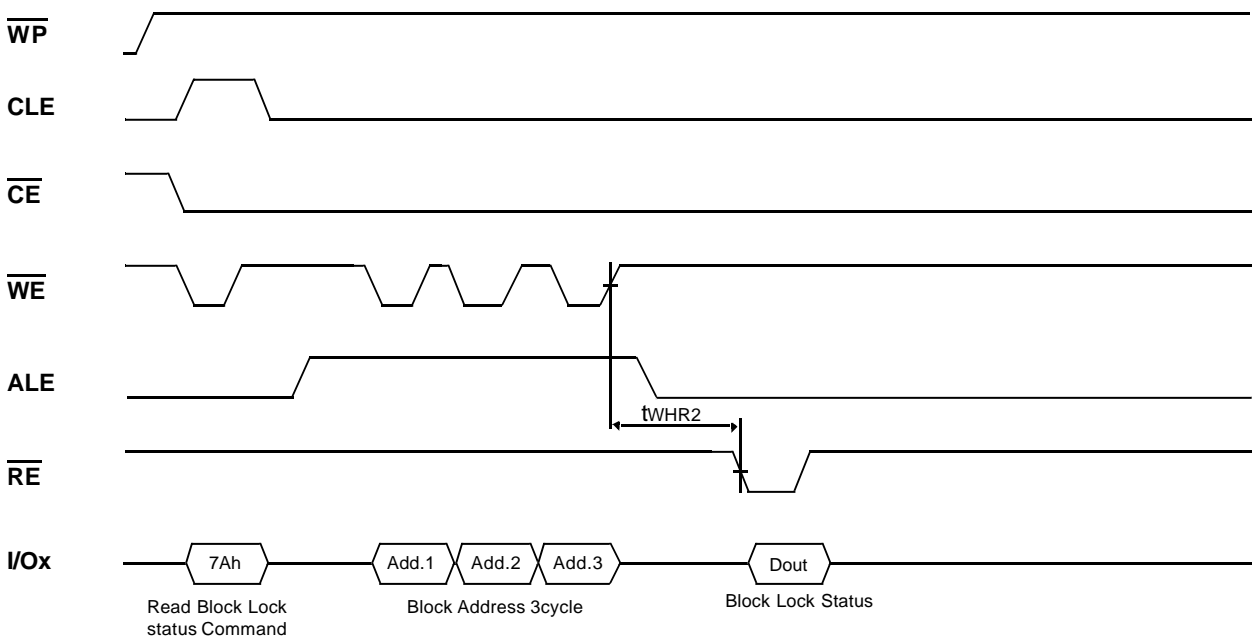 WP
CLE
CE
WE
ALE
tWHR2
RE
I/Ox
7Ah
Add.1
Add.2
Add.3
Dout
Read Block Lock
status Command
Block Address 3cycle
Block Lock Status